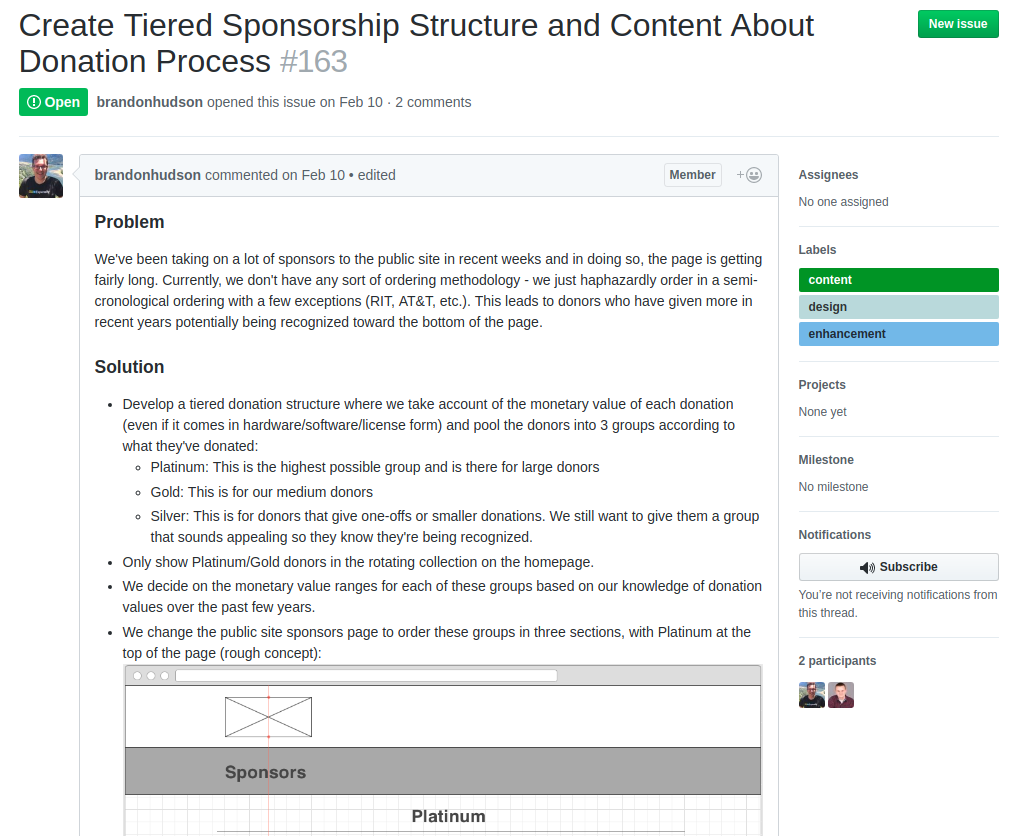 Create Tiered Sponsorship Structure and Content About
Donation Process #163
New issue
Open
brandonhudson opened this issue on Feb 10 · 2 comments
brandonhudson commented on Feb 10 • edited
Member
+
Problem
We've been taking on a lot of sponsors to the public site in recent weeks and in doing so, the page is getting
fairly long. Currently, we don't have any sort of ordering methodology - we just haphazardly order in a semi-
cronological ordering with a few exceptions (RIT, AT&T, etc.). This leads to donors who have given more in
recent years potentially being recognized toward the bottom of the page.
Solution
• Develop a tiered donation structure where we take account of the monetary value of each donation
(even if it comes in hardware/software/license form) and pool the donors into 3 groups according to
what they've donated:
◦ Platinum: This is the highest possible group and is there for large donors
◦ Gold: This is for our medium donors
◦ Silver: This is for donors that give one-offs or smaller donations. We still want to give them a group
that sounds appealing so they know they're being recognized.
• Only show Platinum/Gold donors in the rotating collection on the homepage.
• We decide on the monetary value ranges for each of these groups based on our knowledge of donation
values over the past few years.
• We change the public site sponsors page to order these groups in three sections, with Platinum at the
top of the page (rough concept):
Sponsors
Platinum
Assignees
No one assigned
Labels
content
design
enhancement
Projects
None yet
Milestone
No milestone
Notifications
Subscribe
You're not receiving notifications from
this thread.
2 participants